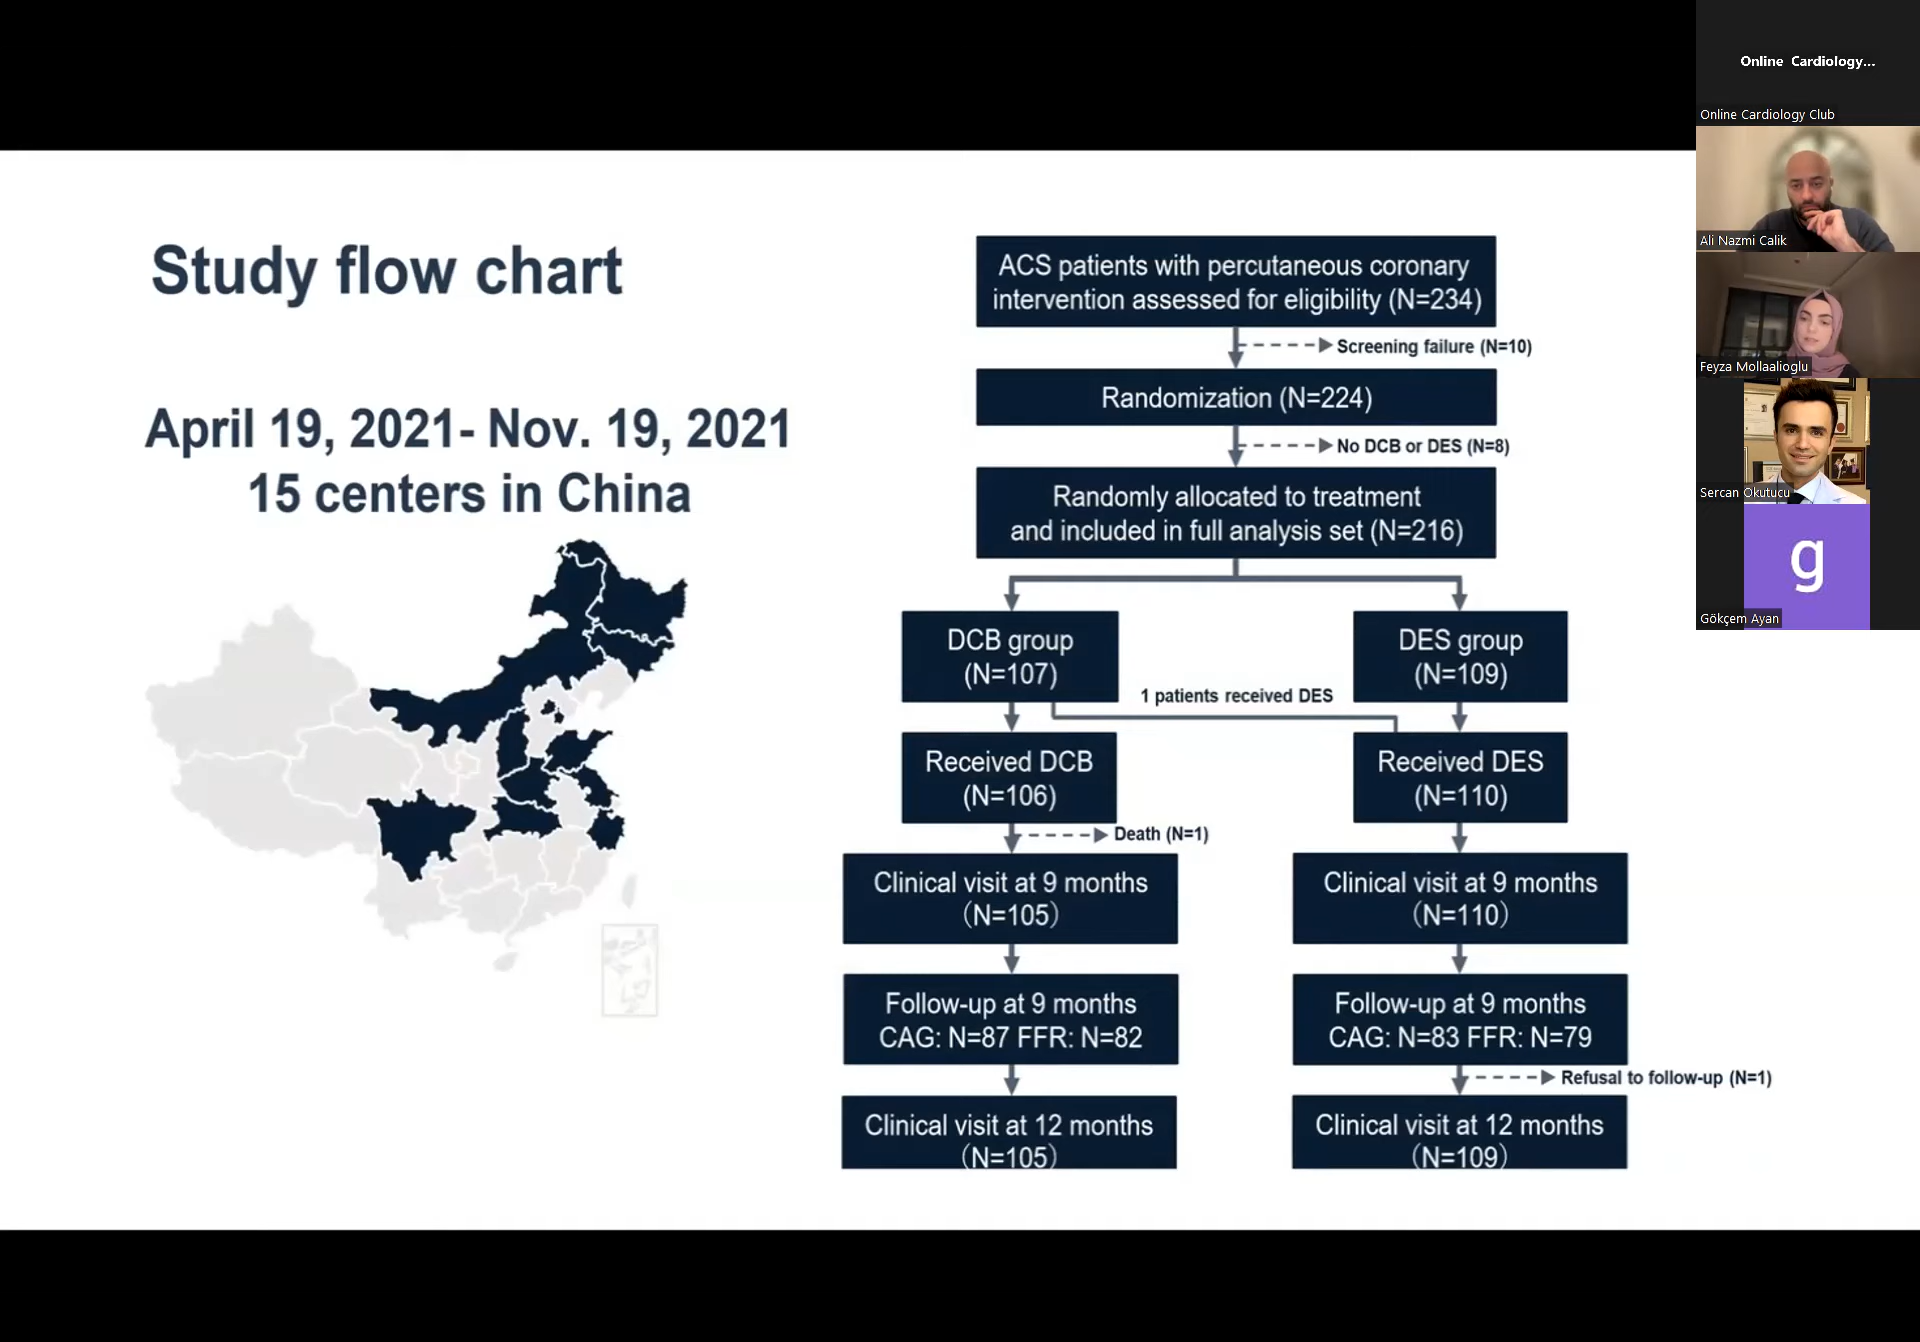 Online Cardiology...
Online Cardiology Club
Ali Nazmi Calik
Feyza Mollaalioglu
Sercan Okutucu
g
Gökçem Ayan
Study flow chart
April 19, 2021- Nov. 19, 2021
15 centers in China
ACS patients with percutaneous coronary
intervention assessed for eligibility (N=234)
Screening failure (N=10)
Randomization (N=224)
No DCB or DES (N=8)
Randomly allocated to treatment
and included in full analysis set (N=216)
DCB group
(N=107)
DES group
(N=109)
1 patients received DES
Received DCB
(N=106)
Received DES
(N=110)
Death (N=1)
Clinical visit at 9 months
（N=105）
Clinical visit at 9 months
（N=110）
Follow-up at 9 months
CAG: N=87 FFR: N=82
Follow-up at 9 months
CAG: N=83 FFR: N=79
Refusal to follow-up (N=1)
Clinical visit at 12 months
（N=105）
Clinical visit at 12 months
（N=109）